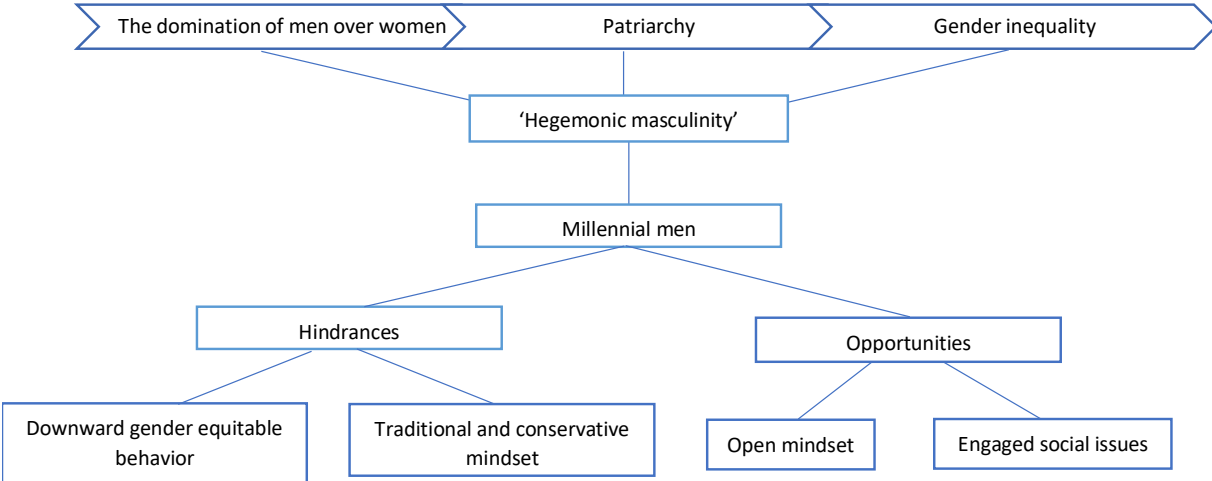 The domination of men over women
Patriarchy
Gender inequality
‘Hegemonic masculinity’
Millennial men
Hindrances
Opportunities
Downward gender equitable
behavior
Traditional and conservative
mindset
Open mindset
Engaged social issues